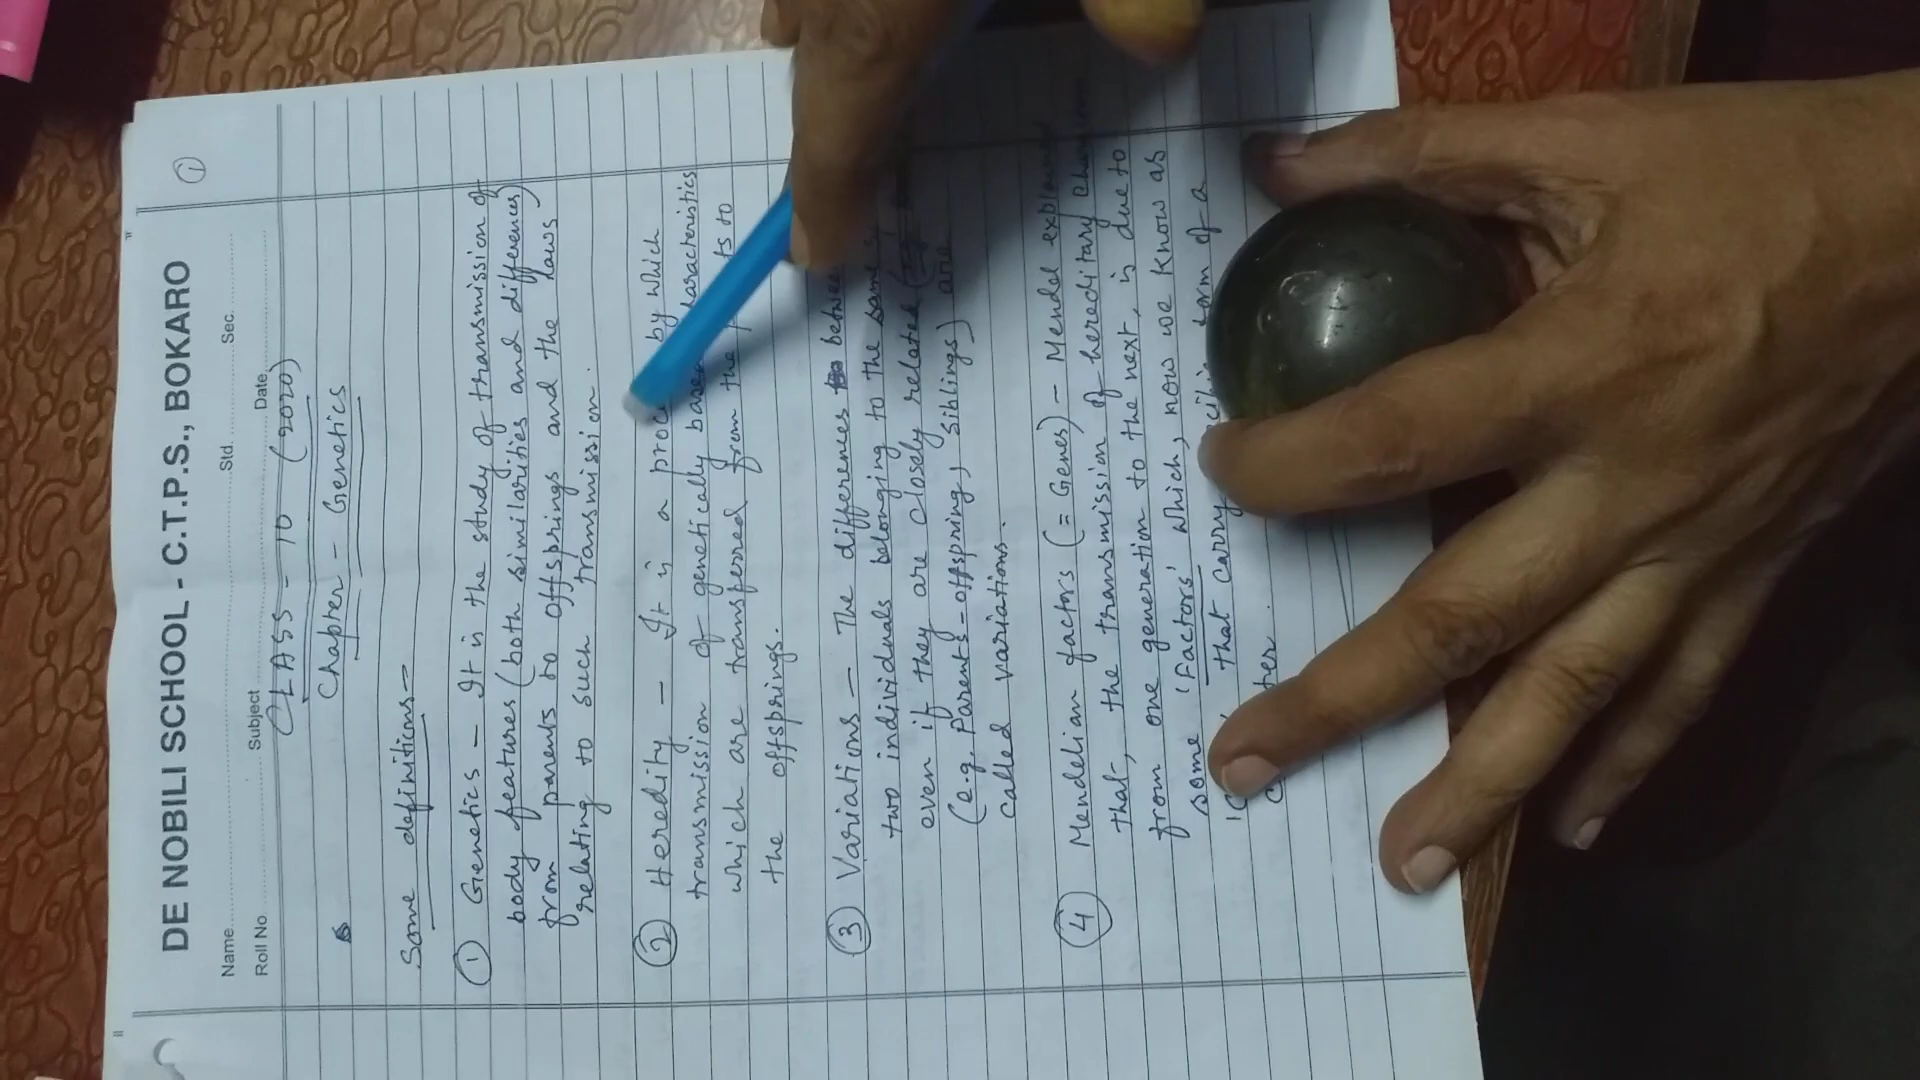 ①
DE NOBILI SCHOOL - C.T.P.S., BOKARO
Name Std. Sec.
Roll No Subject Date
CLASS - 10 (2020)
Chapter - Genetics
Some definitions -
① Genetics - It is the study of transmission of
body features (both similarities and differences)
from parents to offsprings and the laws
relating to such transmission.
② Heredity - It is a by which
transmission of genetically characteristics
which are transferred from the to
the offsprings.
③ Variations - The differences
two individuals belonging to the same
even if they are closely related
(e.g. Parents - offspring, siblings) are
called variations.
④ Mendelian factors (= Genes) - Mendel
that, the transmission of hereditary
from one generation to the next, is due to
some 'Factors' which, now we know as
that carry form of a